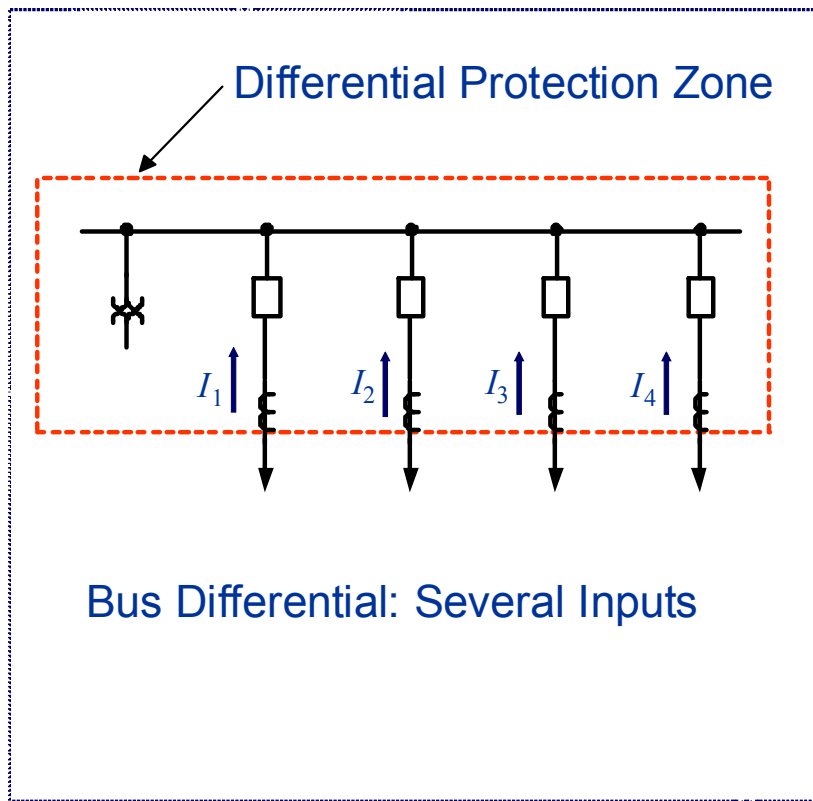 Differential Protection Zone
I1 I2 I3 I4
Bus Differential: Several Inputs